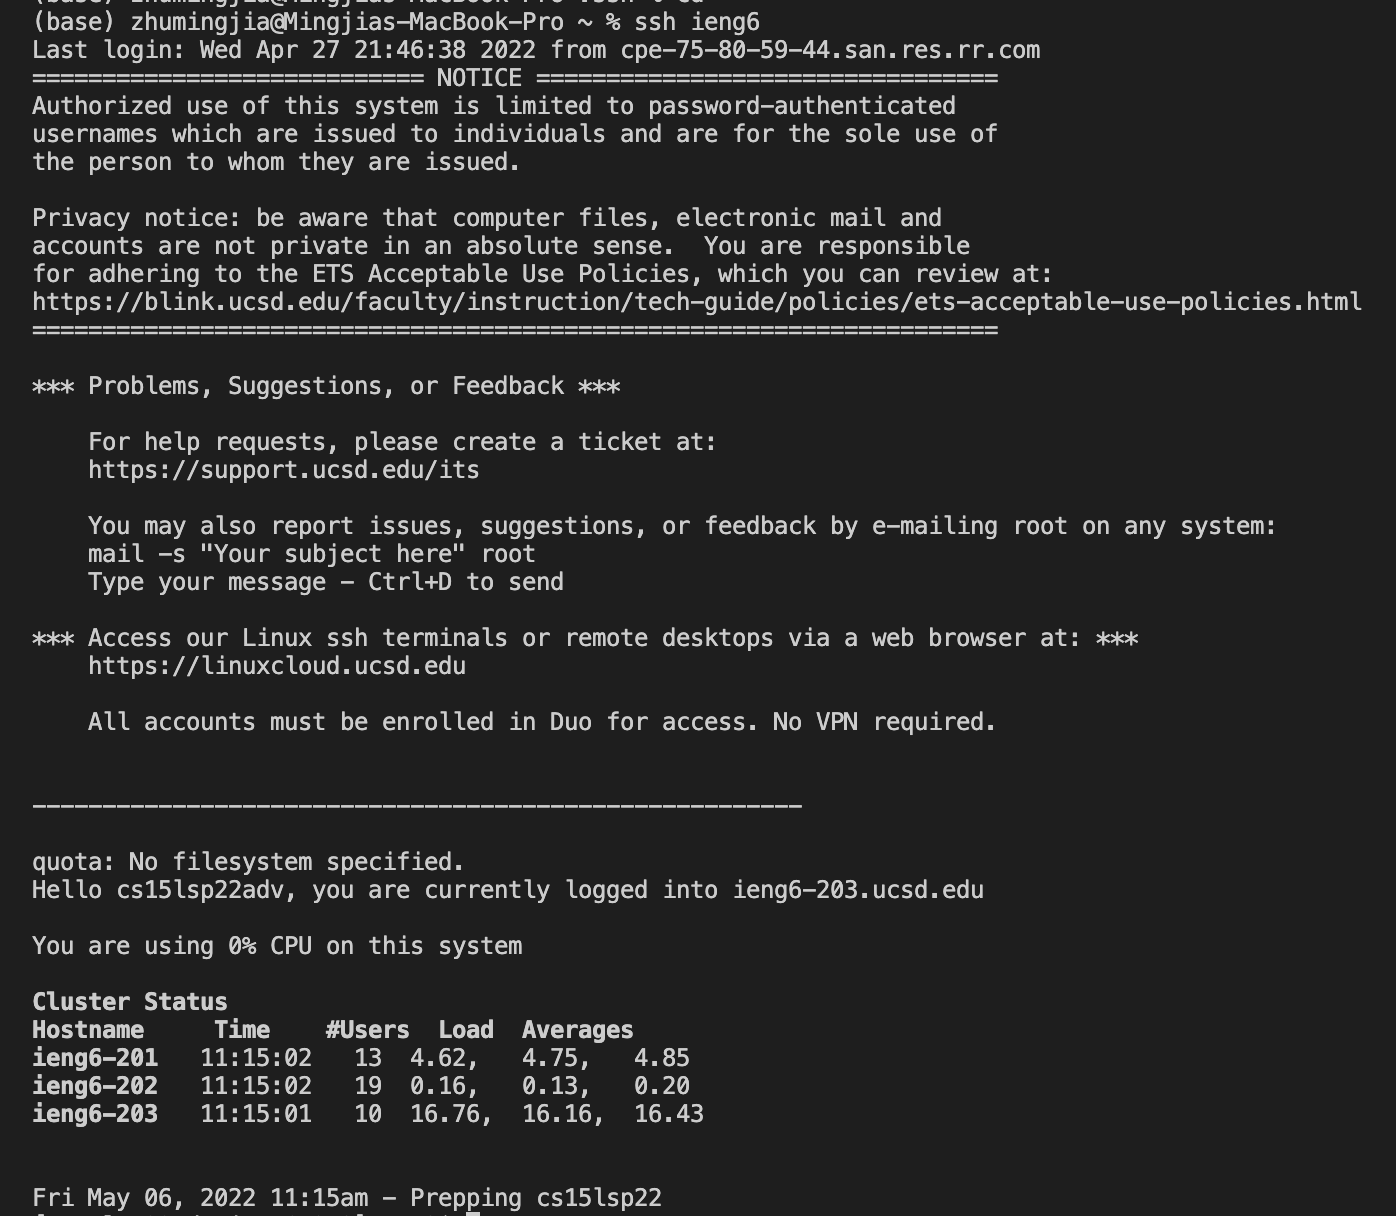 (base) zhumingjia@Mingjias-MacBook-Pro ~ % ssh ieng6
Last login: Wed Apr 27 21:46:38 2022 from cpe-75-80-59-44.san.res.rr.com
============================ NOTICE =================================
Authorized use of this system is limited to password-authenticated
usernames which are issued to individuals and are for the sole use of
the person to whom they are issued.
Privacy notice: be aware that computer files, electronic mail and
accounts are not private in an absolute sense.  You are responsible
for adhering to the ETS Acceptable Use Policies, which you can review at:
https://blink.ucsd.edu/faculty/instruction/tech-guide/policies/ets-acceptable-use-policies.html
=====================================================================
*** Problems, Suggestions, or Feedback ***
For help requests, please create a ticket at:
https://support.ucsd.edu/its
You may also report issues, suggestions, or feedback by e-mailing root on any system:
mail -s "Your subject here" root
Type your message - Ctrl+D to send
*** Access our Linux ssh terminals or remote desktops via a web browser at: ***
https://linuxcloud.ucsd.edu
All accounts must be enrolled in Duo for access. No VPN required.
-------------------------------------------------------
quota: No filesystem specified.
Hello cs15lsp22adv, you are currently logged into ieng6-203.ucsd.edu
You are using 0% CPU on this system
Cluster Status
Hostname     Time    #Users  Load  Averages
ieng6-201   11:15:02   13  4.62,   4.75,   4.85
ieng6-202   11:15:02   19  0.16,   0.13,   0.20
ieng6-203   11:15:01   10  16.76,  16.16,  16.43
Fri May 06, 2022 11:15am - Prepping cs15lsp22